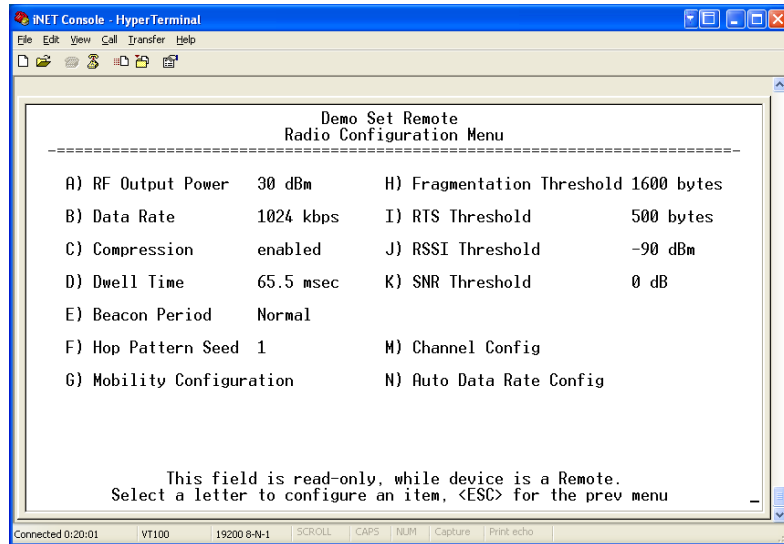 iNET Console - HyperTerminal
File Edit View Call Transfer Help
Demo Set Remote
Radio Configuration Menu
-==========================================================================-
A) RF Output Power 30 dBm H) Fragmentation Threshold 1600 bytes
B) Data Rate 1024 kbps I) RTS Threshold 500 bytes
C) Compression enabled J) RSSI Threshold -90 dBm
D) Dwell Time 65.5 msec K) SNR Threshold 0 dB
E) Beacon Period Normal
F) Hop Pattern Seed 1 M) Channel Config
G) Mobility Configuration N) Auto Data Rate Config
This field is read-only, while device is a Remote.
Select a letter to configure an item, <ESC> for the prev menu _
Connected 0:20:01 VT100 19200 8-N-1 SCROLL CAPS NUM Capture Print echo